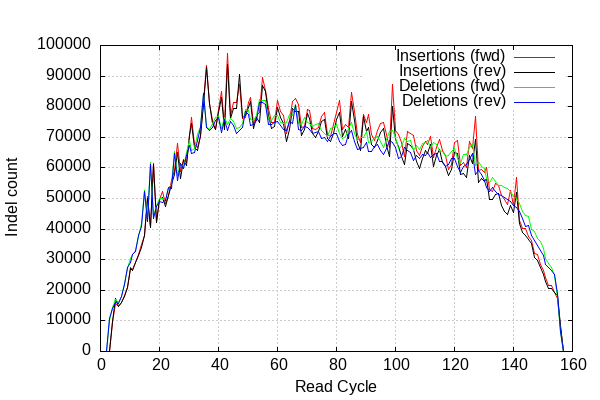 100000
90000
80000
70000
60000
50000
40000
30000
20000
10000
0
Indel count
Insertions (fwd)
Insertions (rev)
Deletions (fwd)
Deletions (rev)
0 20 40 60 80 100 120 140 160
Read Cycle